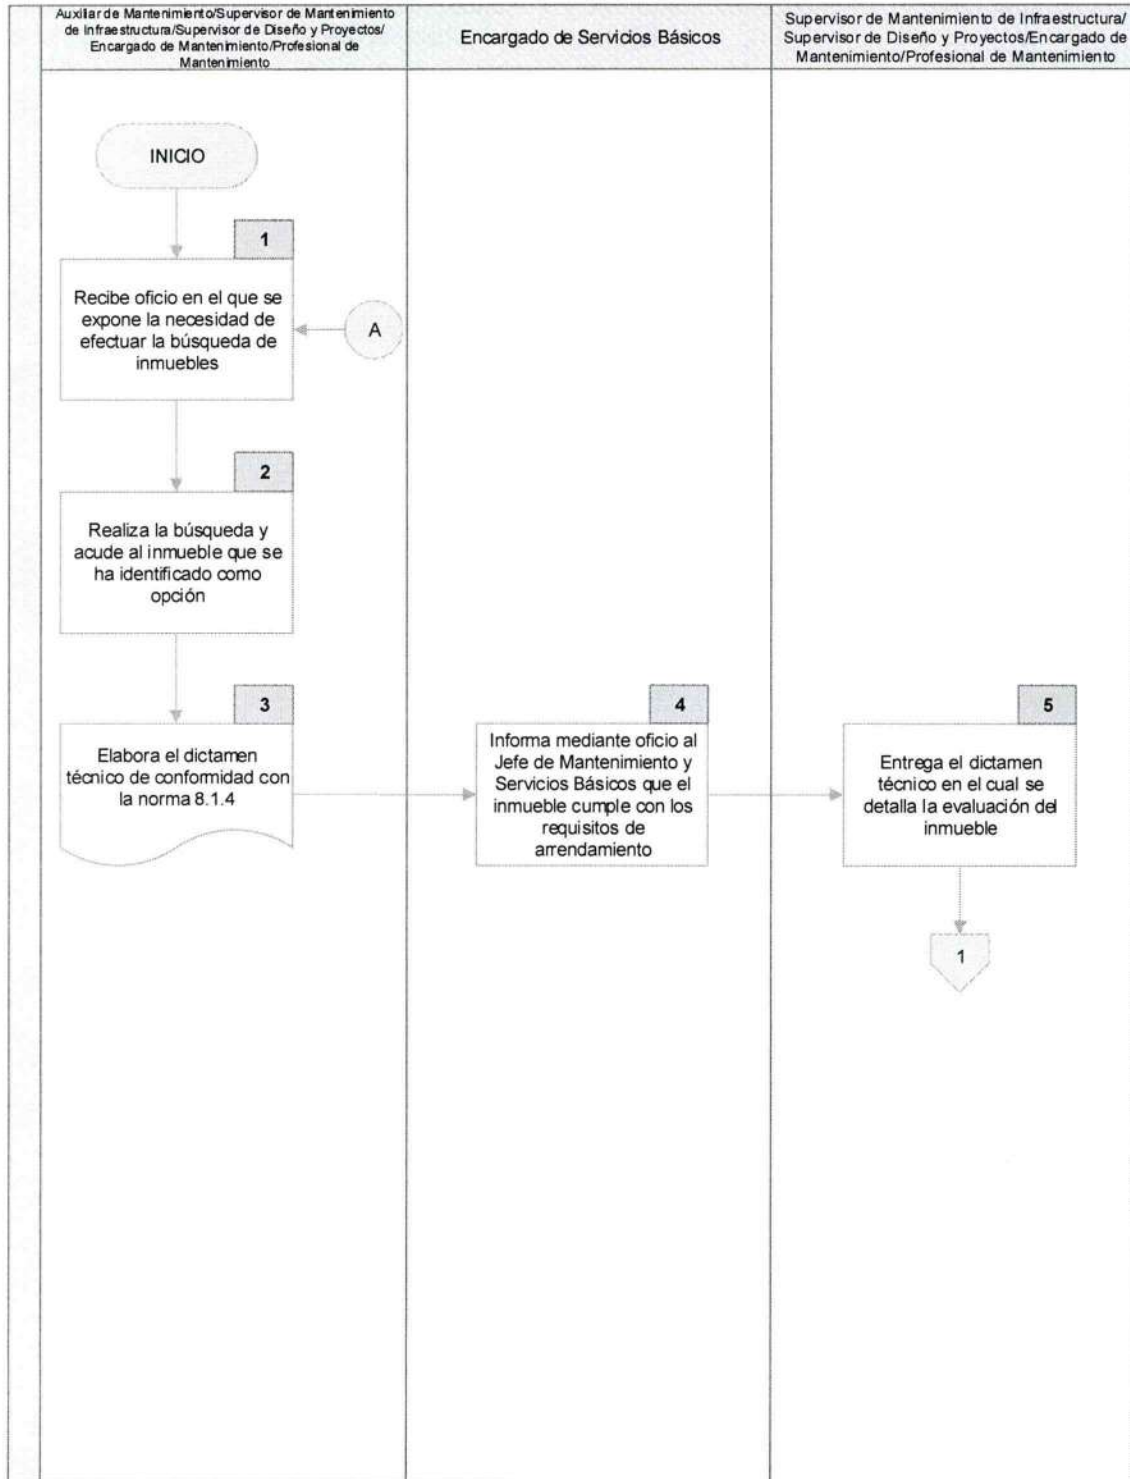 Auxiliar de Mantenimiento/Supervisor de Mantenimiento
de Infraestructura/Supervisor de Diseño y Proyectos/
Encargado de Mantenimiento/Profesional de
Mantenimiento
Encargado de Servicios Básicos
Supervisor de Mantenimiento de Infraestructura/
Supervisor de Diseño y Proyectos/Encargado de
Mantenimiento/Profesional de Mantenimiento
INICIO
1
Recibe oficio en el que se
expone la necesidad de
efectuar la búsqueda de
inmuebles
A
2
Realiza la búsqueda y
acude al inmueble que se
ha identificado como
opción
3
Elabora el dictamen
técnico de conformidad con
la norma 8.1.4
4
Informa mediante oficio al
Jefe de Mantenimiento y
Servicios Básicos que el
inmueble cumple con los
requisitos de
arrendamiento
5
Entrega el dictamen
técnico en el cual se
detalla la evaluación del
inmueble
1